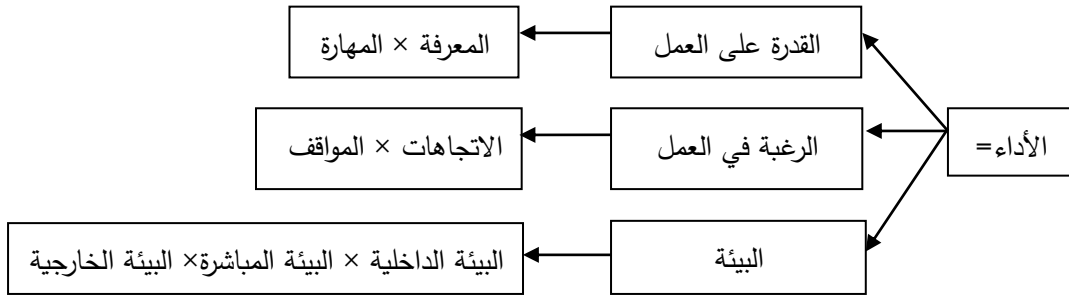 الأداء=
القدرة على العمل
المعرفة × المهارة
الرغبة في العمل
الاتجاهات × المواقف
البيئة
البيئة الداخلية × البيئة المباشرة× البيئة الخارجية